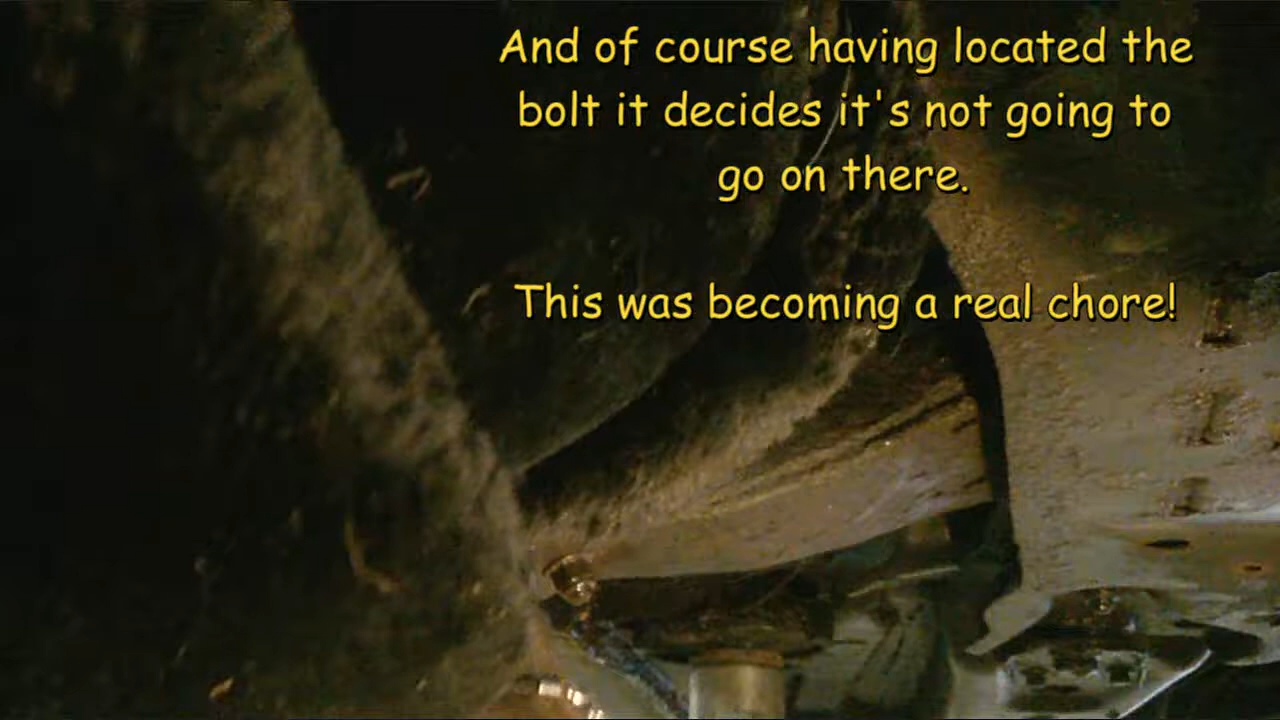 And of course having located the
bolt it decides it's not going to
go on there.
This was becoming a real chore!